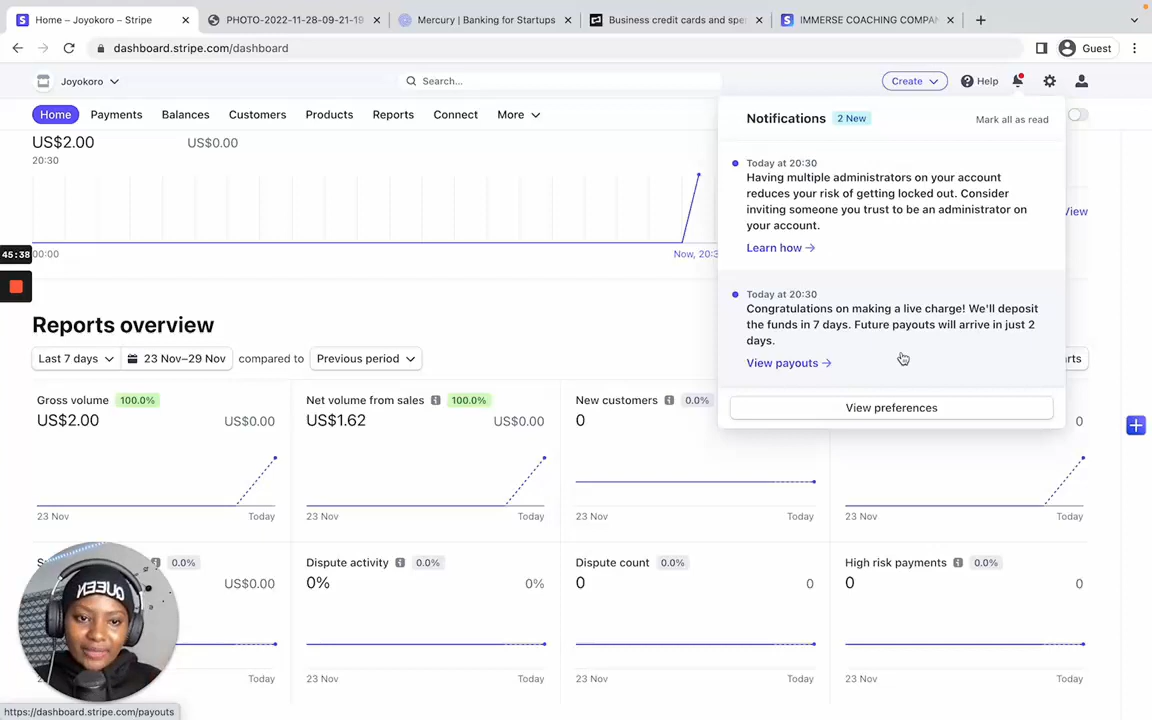 Home – Joyokoro – Stripe
PHOTO-2022-11-28-09-21-19
Mercury | Banking for Startups
Business credit cards and spe
IMMERSE COACHING COMPAN
dashboard.stripe.com/dashboard
Guest
Joyokoro
Search...
Create
Help
Home
Payments
Balances
Customers
Products
Reports
Connect
More
Notifications
2 New
Mark all as read
US$2.00
US$0.00
20:30
Today at 20:30
Having multiple administrators on your account
reduces your risk of getting locked out. Consider
inviting someone you trust to be an administrator on
your account.
Learn how →
View
45:38
00:00
Now, 20:3
Today at 20:30
Congratulations on making a live charge! We'll deposit
the funds in 7 days. Future payouts will arrive in just 2
days.
View payouts →
View preferences
Reports overview
Last 7 days
23 Nov–29 Nov
compared to
Previous period
Gross volume
100.0%
US$2.00
US$0.00
23 Nov
Today
Net volume from sales
100.0%
US$1.62
US$0.00
23 Nov
Today
New customers
0.0%
0
23 Nov
Today
0
23 Nov
Today
0.0%
US$0.00
Today
Dispute activity
0.0%
0%
0%
23 Nov
Today
Dispute count
0.0%
0
0
23 Nov
Today
High risk payments
0.0%
0
0
23 Nov
Today
QUEEN
https://dashboard.stripe.com/payouts